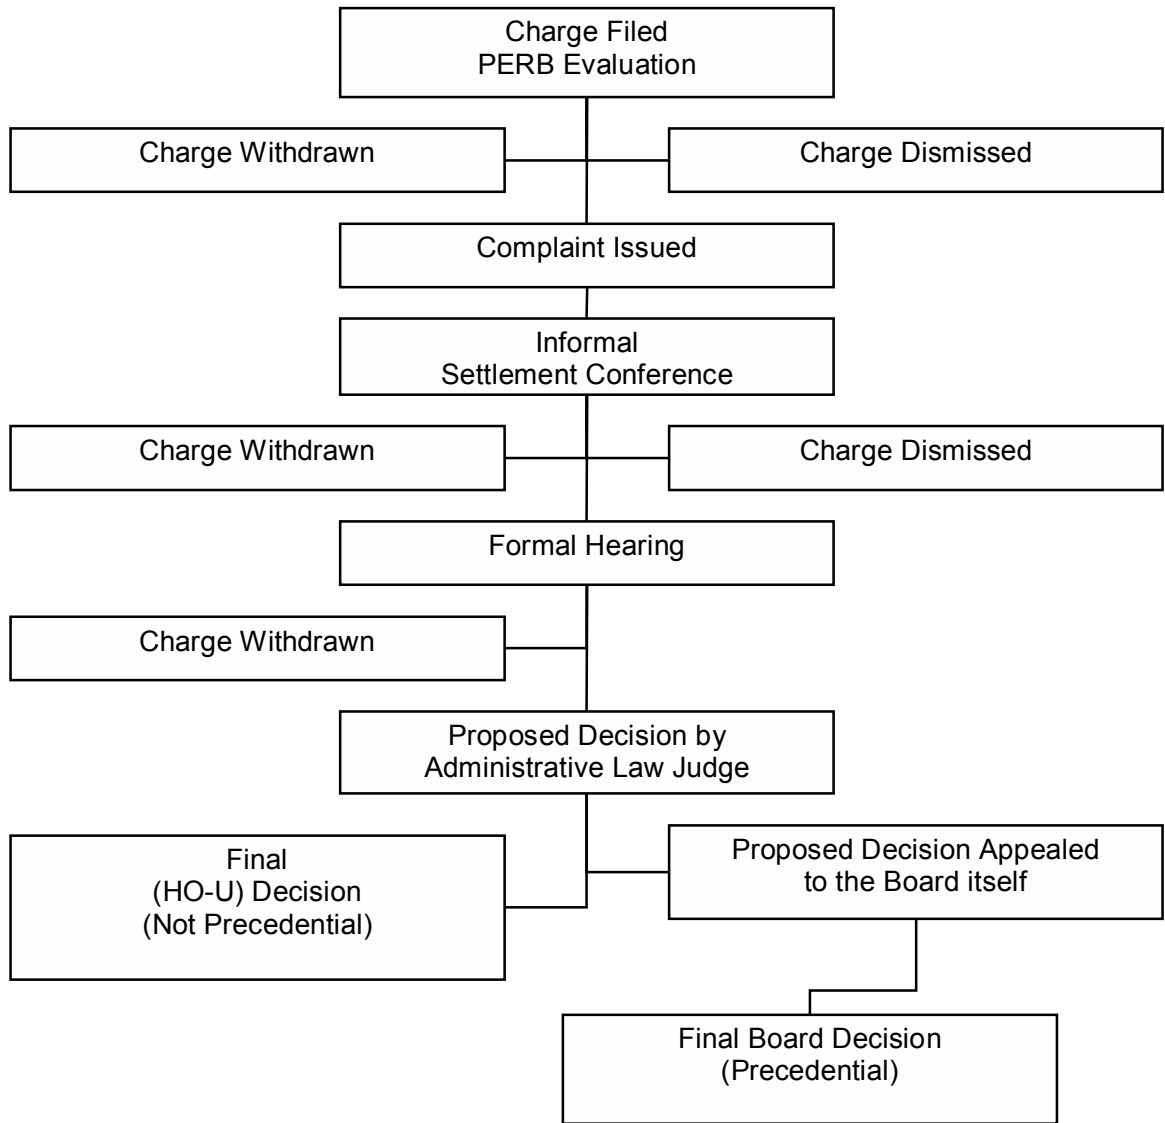 Charge Filed
PERB Evaluation
Charge Withdrawn
Charge Dismissed
Complaint Issued
Informal
Settlement Conference
Charge Withdrawn
Charge Dismissed
Formal Hearing
Charge Withdrawn
Proposed Decision by
Administrative Law Judge
Final
(HO-U) Decision
(Not Precedential)
Proposed Decision Appealed
to the Board itself
Final Board Decision
(Precedential)